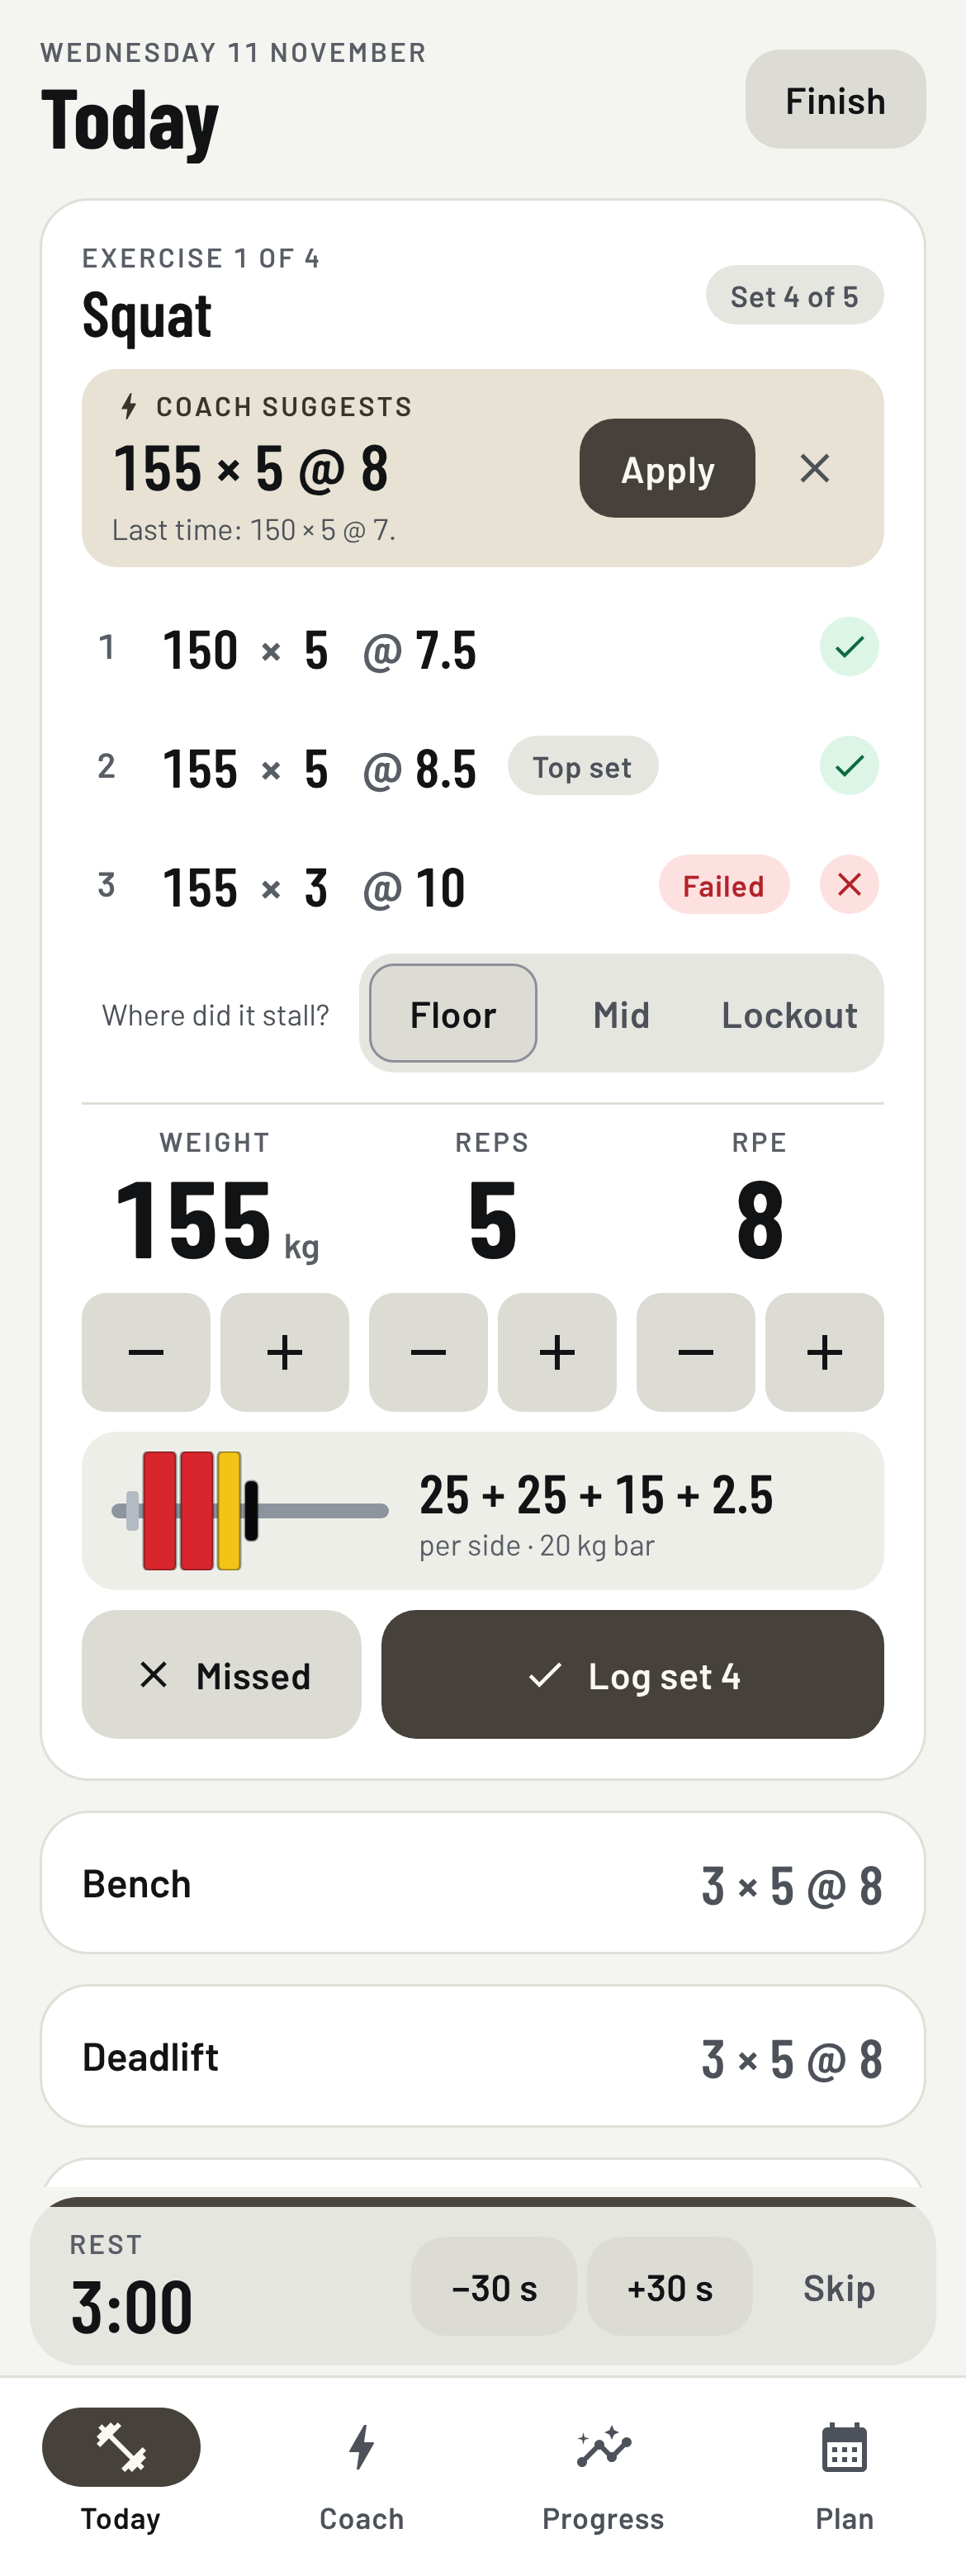 WEDNESDAY 11 NOVEMBER
Today
Finish
EXERCISE 1 OF 4
Squat
Set 4 of 5
COACH SUGGESTS
155 × 5 @ 8
Last time: 150 × 5 @ 7.
Apply
1 150 × 5 @ 7.5
2 155 × 5 @ 8.5 Top set
3 155 × 3 @ 10 Failed
Where did it stall? Floor Mid Lockout
WEIGHT REPS RPE
155 kg 5 8
− + − + − +
25 + 25 + 15 + 2.5
per side · 20 kg bar
Missed Log set 4
Bench 3 × 5 @ 8
Deadlift 3 × 5 @ 8
REST
3:00
−30 s +30 s Skip
Today Coach Progress Plan